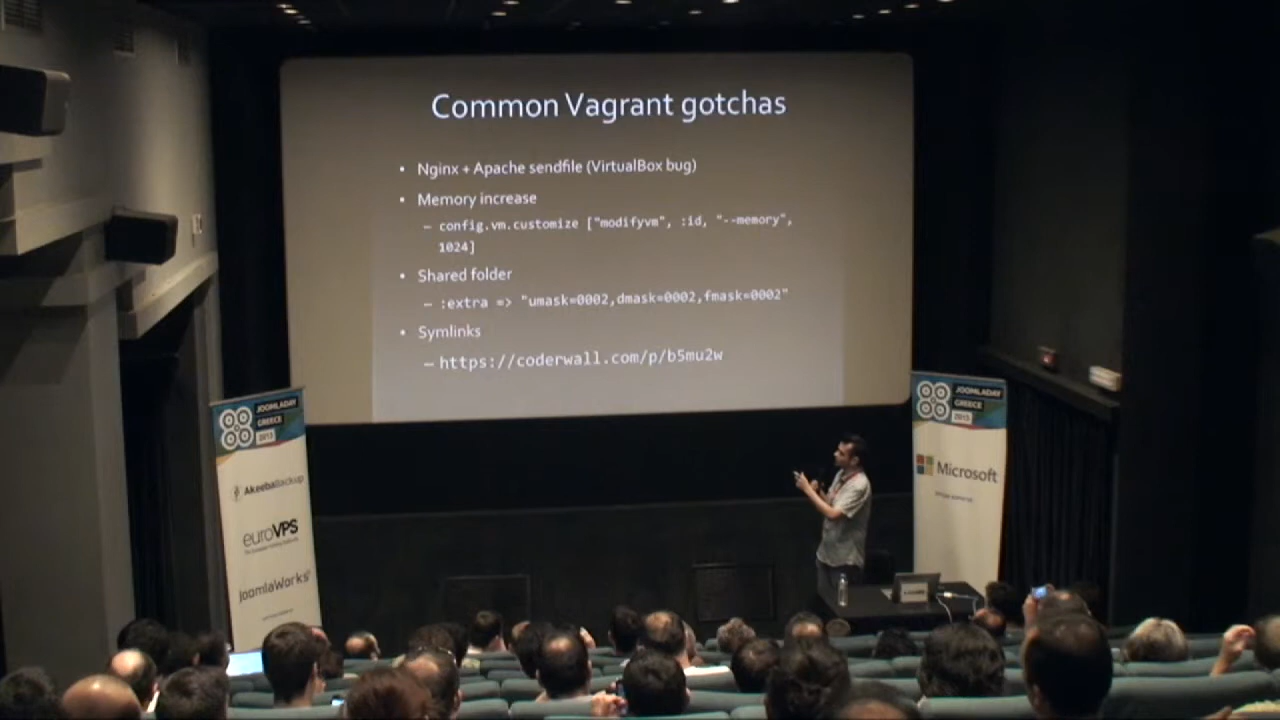 Common Vagrant gotchas
• Nginx + Apache sendfile (VirtualBox bug)
• Memory increase
– config.vm.customize ["modifyvm", :id, "--memory",
1024]
• Shared folder
– :extra => "umask=0002,dmask=0002,fmask=0002"
• Symlinks
– https://coderwall.com/p/b5mu2w
JOOMLADAY
GREECE
2013
AkeebaBackup
euroVPS
JoomlaWorks
JOOMLADAY
GREECE
2013
Microsoft